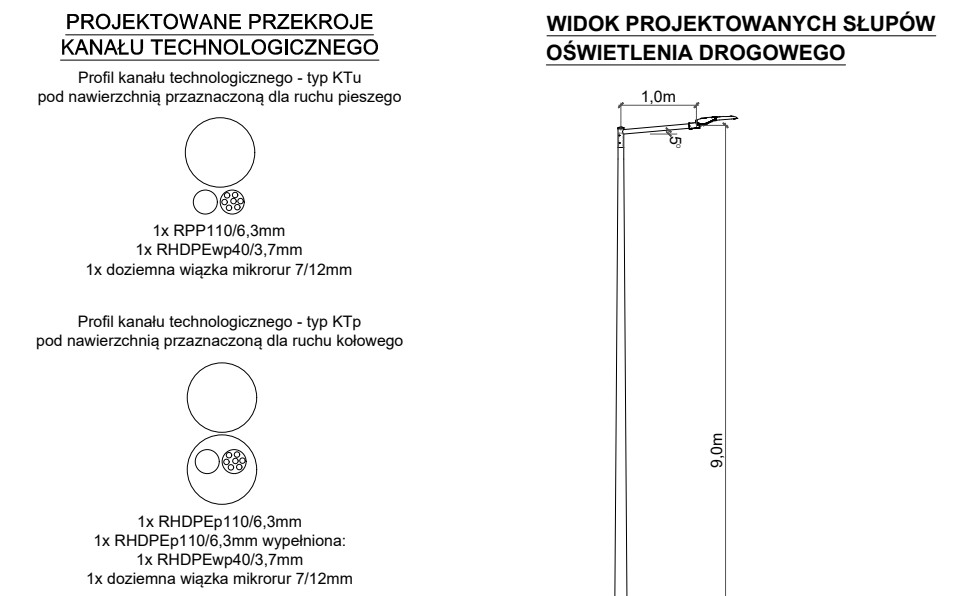 PROJEKTOWANE PRZEKROJE
KANAŁU TECHNOLOGICZNEGO
Profil kanału technologicznego - typ KTu
pod nawierzchnią przaznaczoną dla ruchu pieszego
1x RPP110/6,3mm
1x RHDPEwp40/3,7mm
1x doziemna wiązka mikrorur 7/12mm
Profil kanału technologicznego - typ KTp
pod nawierzchnią przaznaczoną dla ruchu kołowego
1x RHDPEp110/6,3mm
1x RHDPEp110/6,3mm wypełniona:
1x RHDPEwp40/3,7mm
1x doziemna wiązka mikrorur 7/12mm
WIDOK PROJEKTOWANYCH SŁUPÓW
OŚWIETLENIA DROGOWEGO
1,0m
5°
9,0m